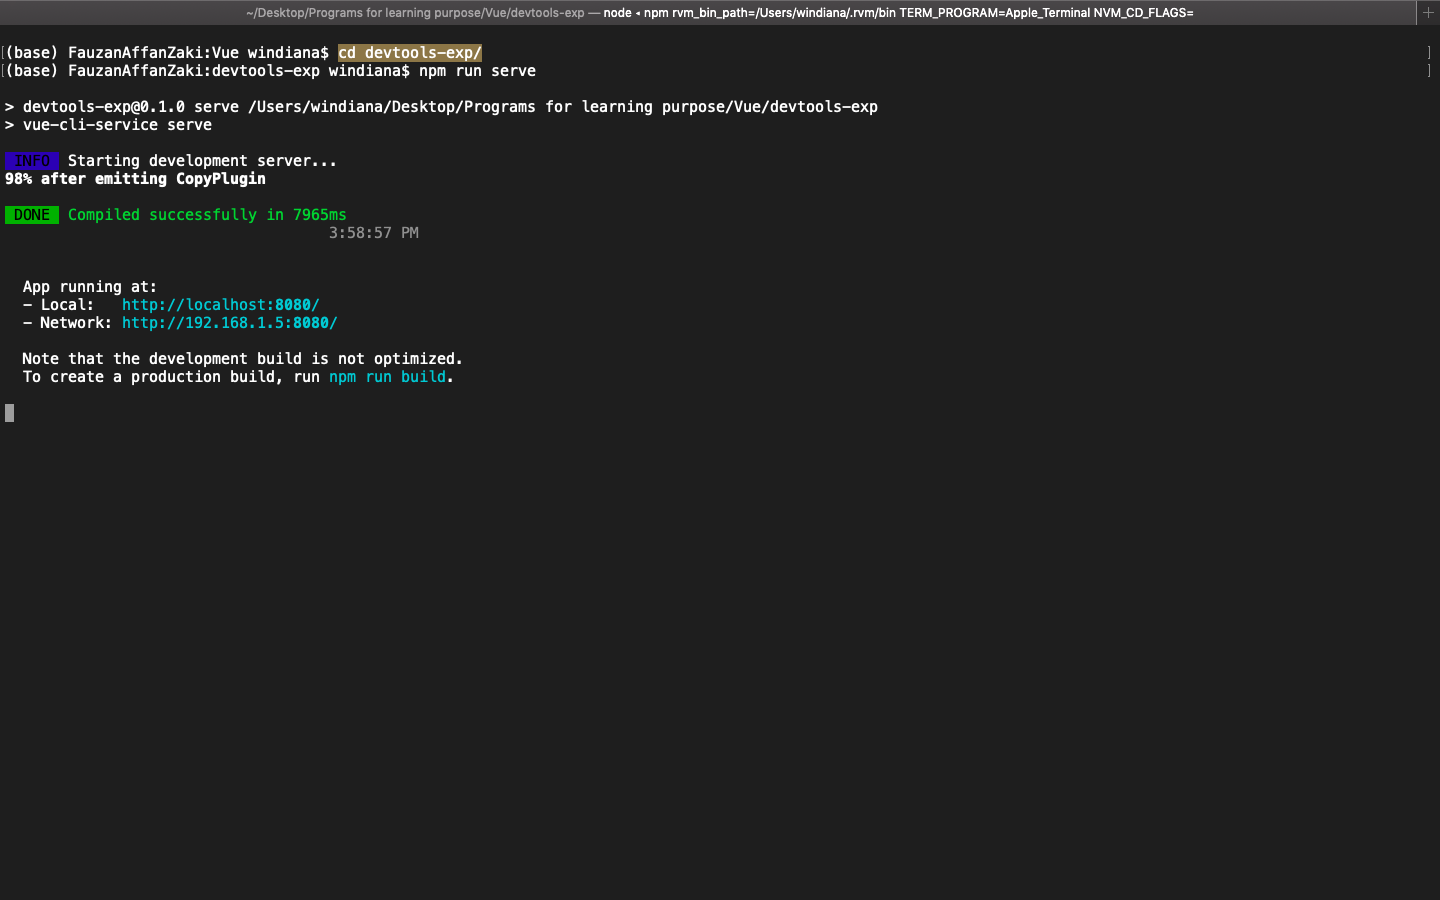 ~/Desktop/Programs for learning purpose/Vue/devtools-exp — node ◂ npm rvm_bin_path=/Users/windiana/.rvm/bin TERM_PROGRAM=Apple_Terminal NVM_CD_FLAGS=
[(base) FauzanAffanZaki:Vue windiana$ cd devtools-exp/ ]
[(base) FauzanAffanZaki:devtools-exp windiana$ npm run serve ]
> devtools-exp@0.1.0 serve /Users/windiana/Desktop/Programs for learning purpose/Vue/devtools-exp
> vue-cli-service serve
INFO Starting development server...
98% after emitting CopyPlugin
DONE Compiled successfully in 7965ms
3:58:57 PM
App running at:
- Local: http://localhost:8080/
- Network: http://192.168.1.5:8080/
Note that the development build is not optimized.
To create a production build, run npm run build.